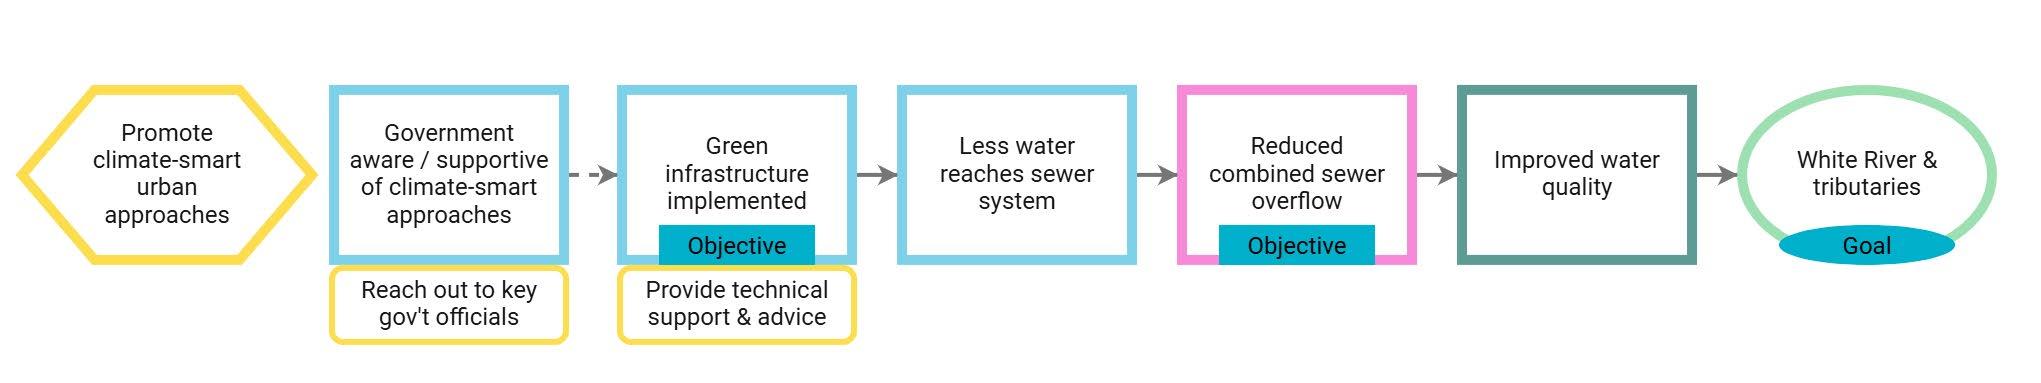 Promote
climate-smart
urban
approaches
Government
aware / supportive
of climate-smart
approaches
Reach out to key
gov't officials
Green
infrastructure
implemented
Objective
Provide technical
support & advice
Less water
reaches sewer
system
Reduced
combined sewer
overflow
Objective
Improved water
quality
White River &
tributaries
Goal